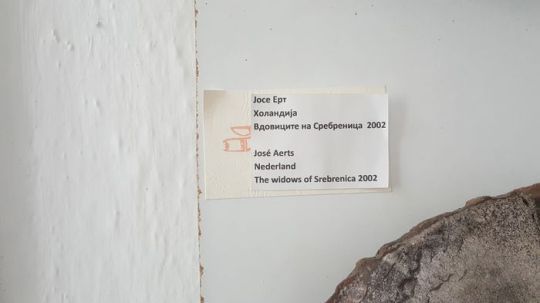 Јосе Ерт
Холандија
Вдовиците на Сребреница 2002
José Aerts
Nederland
The widows of Srebrenica 2002